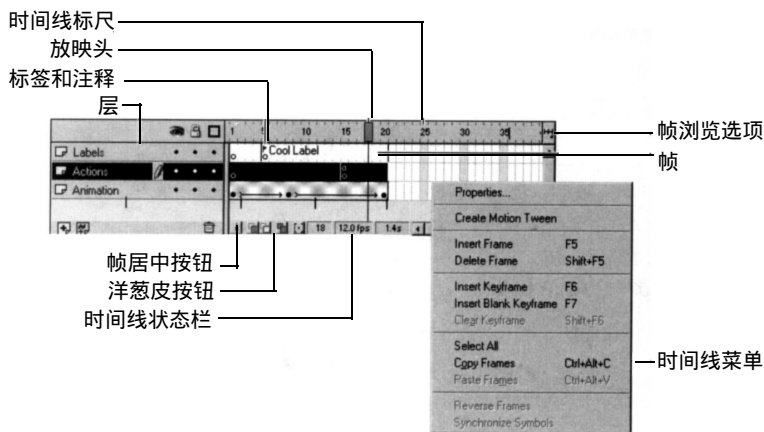 时间线标尺
放映头
标签和注释
层
1 5 10 15 20 25 30 35
Labels
Cool Label
帧浏览选项
帧
Actions
Animation
18 12.0 fps 1.4s
帧居中按钮
洋葱皮按钮
时间线状态栏
Properties...
Create Motion Tween
Insert Frame F5
Delete Frame Shift+F5
Insert Keyframe F6
Insert Blank Keyframe F7
Clear Keyframe Shift+F6
Select All
Copy Frames Ctrl+Alt+C
Paste Frames Ctrl+Alt+V
时间线菜单
Reverse Frames
Synchronize Symbols